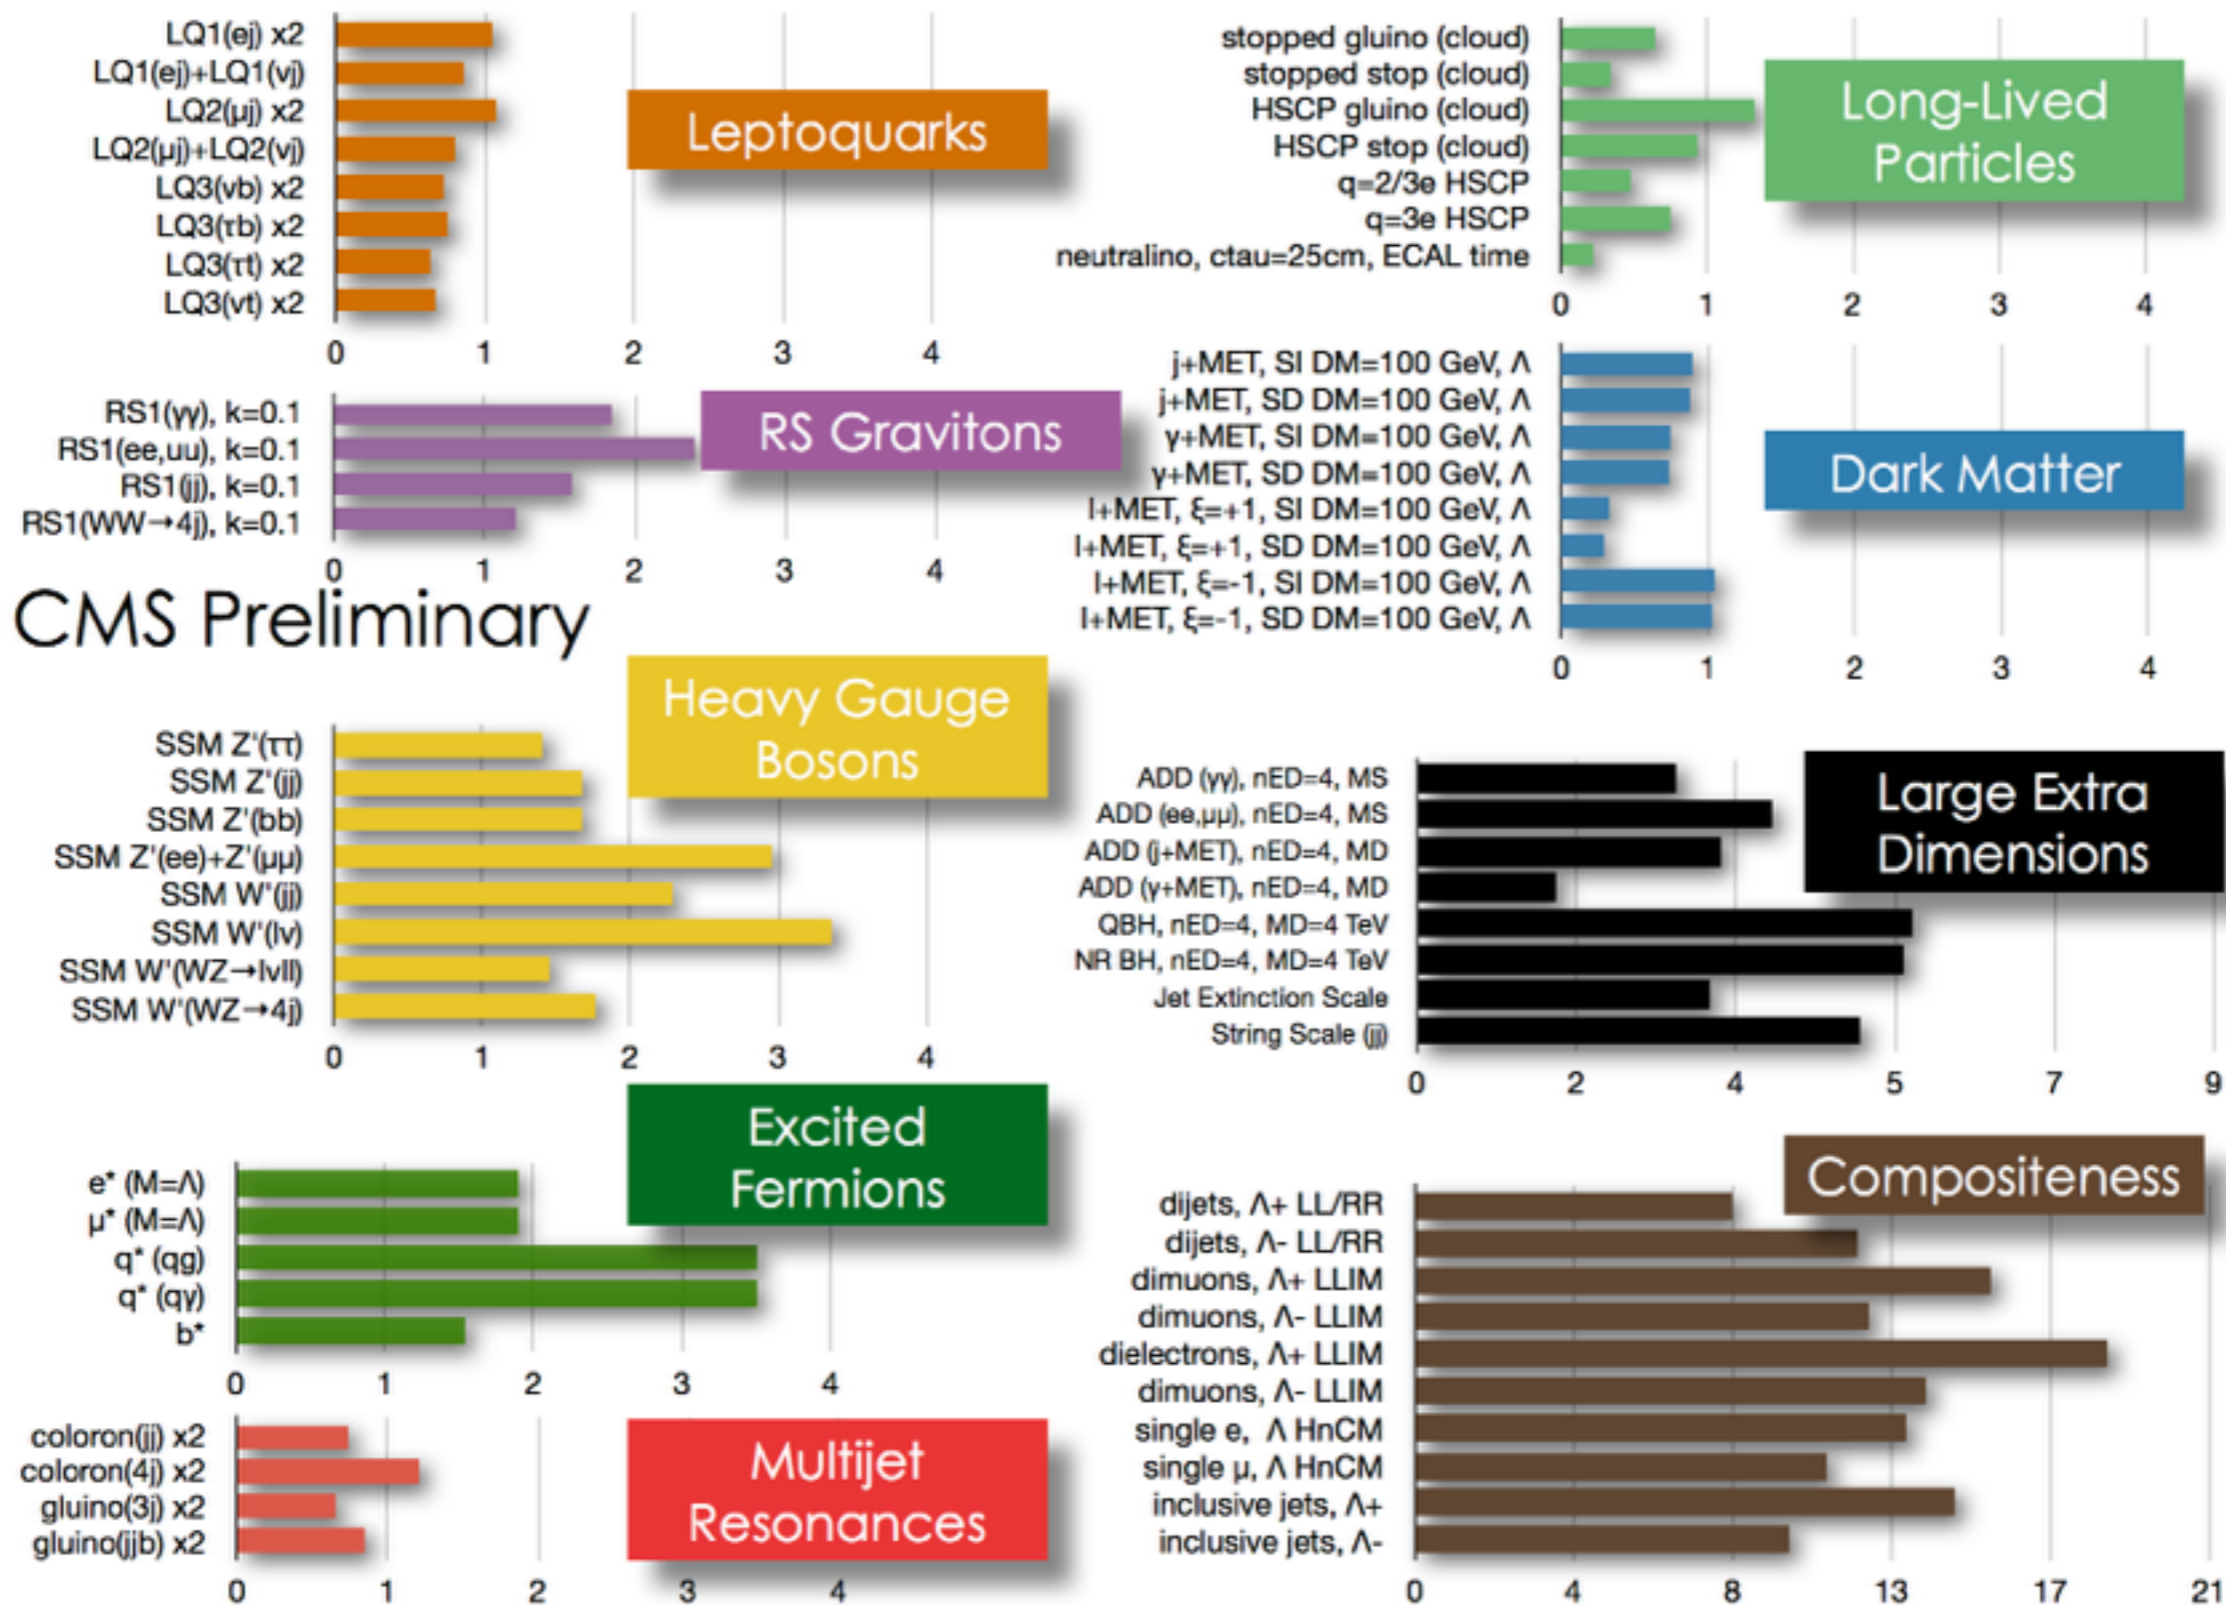 LQ1(ej) x2
LQ1(ej)+LQ1(νj)
LQ2(μj) x2
LQ2(μj)+LQ2(νj)
LQ3(νb) x2
LQ3(τb) x2
LQ3(τt) x2
LQ3(νt) x2
0 1 2 3 4
Leptoquarks
RS1(γγ), k=0.1
RS1(ee,uu), k=0.1
RS1(jj), k=0.1
RS1(WW→4j), k=0.1
0 1 2 3 4
RS Gravitons
CMS Preliminary
Heavy Gauge
Bosons
SSM Z'(ττ)
SSM Z'(jj)
SSM Z'(bb)
SSM Z'(ee)+Z'(μμ)
SSM W'(jj)
SSM W'(lν)
SSM W'(WZ→lνll)
SSM W'(WZ→4j)
0 1 2 3 4
Excited
Fermions
e* (M=Λ)
μ* (M=Λ)
q* (qg)
q* (qγ)
b*
0 1 2 3 4
Multijet
Resonances
coloron(jj) x2
coloron(4j) x2
gluino(3j) x2
gluino(jjb) x2
0 1 2 3 4
stopped gluino (cloud)
stopped stop (cloud)
HSCP gluino (cloud)
HSCP stop (cloud)
q=2/3e HSCP
q=3e HSCP
neutralino, ctau=25cm, ECAL time
0 1 2 3 4
Long-Lived
Particles
j+MET, SI DM=100 GeV, Λ
j+MET, SD DM=100 GeV, Λ
γ+MET, SI DM=100 GeV, Λ
γ+MET, SD DM=100 GeV, Λ
l+MET, ξ=+1, SI DM=100 GeV, Λ
l+MET, ξ=+1, SD DM=100 GeV, Λ
l+MET, ξ=-1, SI DM=100 GeV, Λ
l+MET, ξ=-1, SD DM=100 GeV, Λ
0 1 2 3 4
Dark Matter
ADD (γγ), nED=4, MS
ADD (ee,μμ), nED=4, MS
ADD (j+MET), nED=4, MD
ADD (γ+MET), nED=4, MD
QBH, nED=4, MD=4 TeV
NR BH, nED=4, MD=4 TeV
Jet Extinction Scale
String Scale (jj)
0 2 4 5 7 9
Large Extra
Dimensions
Compositeness
dijets, Λ+ LL/RR
dijets, Λ- LL/RR
dimuons, Λ+ LLIM
dimuons, Λ- LLIM
dielectrons, Λ+ LLIM
dimuons, Λ- LLIM
single e, Λ HnCM
single μ, Λ HnCM
inclusive jets, Λ+
inclusive jets, Λ-
0 4 8 13 17 21